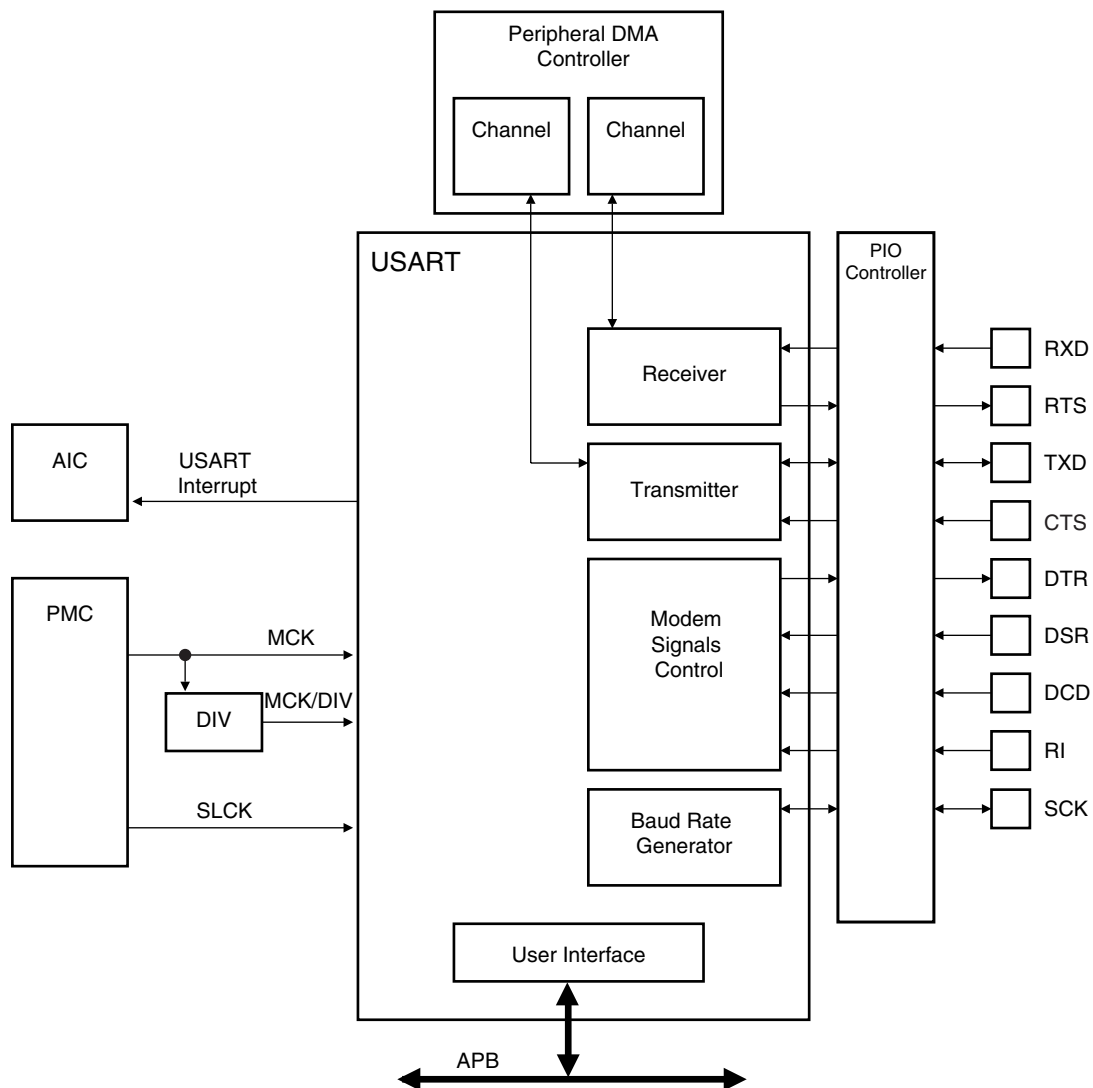 Peripheral DMA
Controller
Channel
Channel
USART
PIO
Controller
Receiver
RXD
RTS
AIC
USART
Interrupt
Transmitter
TXD
CTS
PMC
MCK
DIV
MCK/DIV
SLCK
Modem
Signals
Control
DTR
DSR
DCD
RI
Baud Rate
Generator
SCK
User Interface
APB